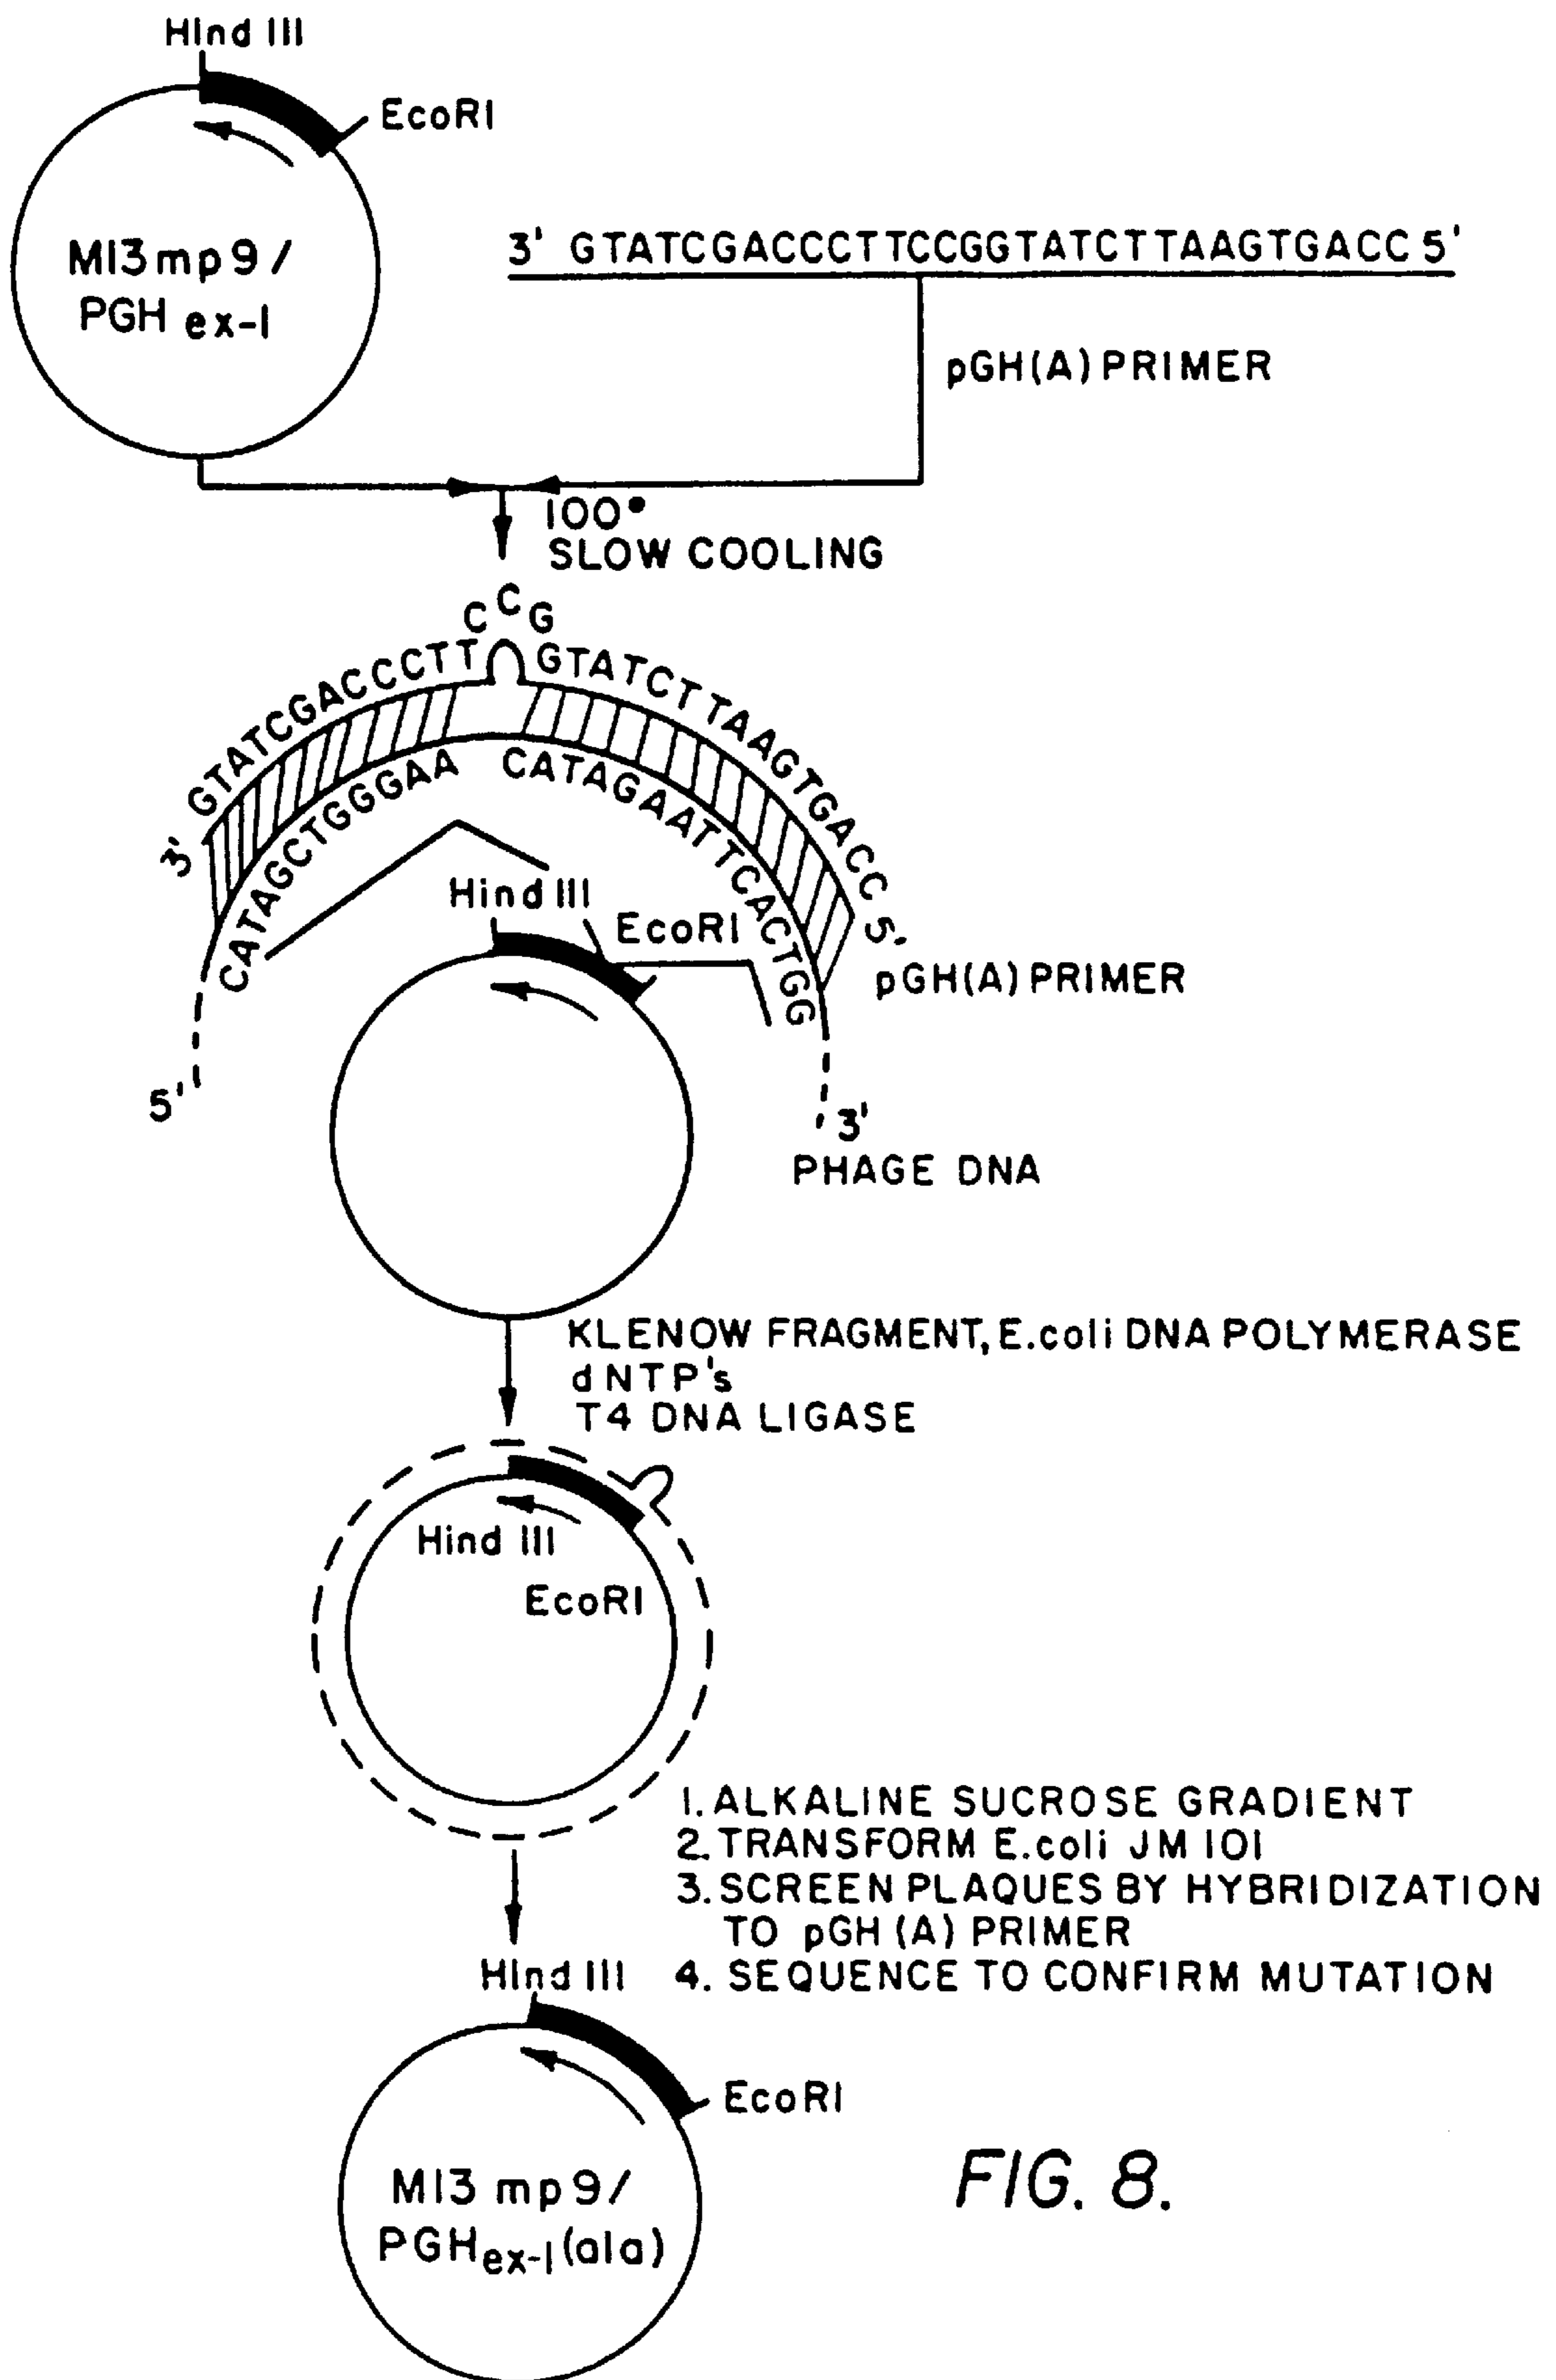 HInd III
EcoRI
M13mp9/
PGH ex-1
3' GTATCGACCCTTCCGGTATCTTAAGTGACC 5'
pGH(A) PRIMER
100°
SLOW COOLING
CCG
3' GTATCGACCCTT GTATCTTAAGTGACC 5'
CATAGCTGGGAA CATAGAATTCACTGG
Hind III
EcoRI
pGH(A) PRIMER
5'
3'
PHAGE DNA
KLENOW FRAGMENT, E.coli DNA POLYMERASE
dNTP's
T4 DNA LIGASE
Hind III
EcoRI
1. ALKALINE SUCROSE GRADIENT
2. TRANSFORM E.coli JM 101
3. SCREEN PLAQUES BY HYBRIDIZATION
TO pGH (A) PRIMER
4. SEQUENCE TO CONFIRM MUTATION
HInd III
EcoRI
M13 mp9/
PGHex-1(ala)
FIG. 8.